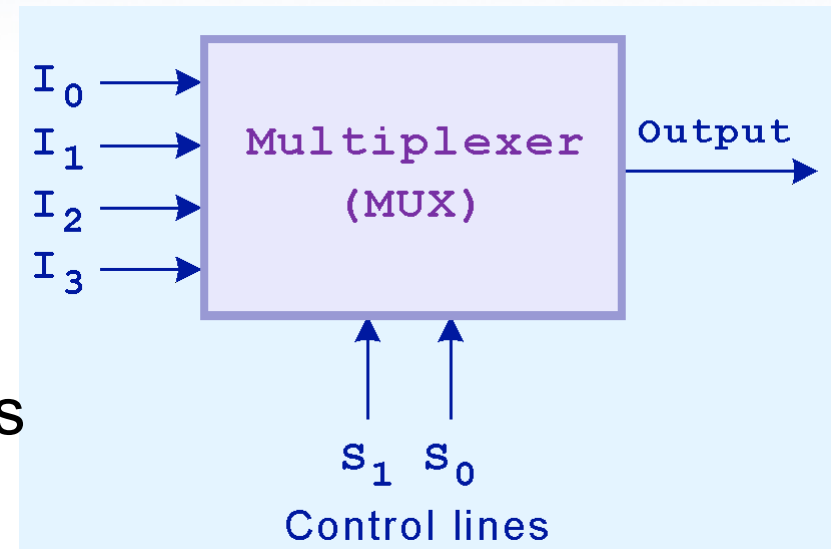 I0
I1
I2
I3
Multiplexer
(MUX)
Output
s
S1 S0
Control lines